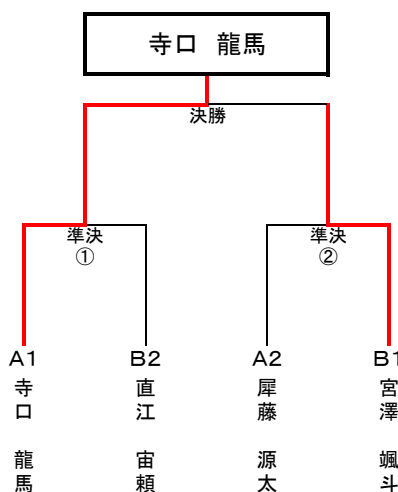 寺口 龍馬
決勝
準決
①
準決
②
A1
B2
A2
B1
寺口 龍馬
直江 宙頼
犀藤 源太
宮澤 颯斗